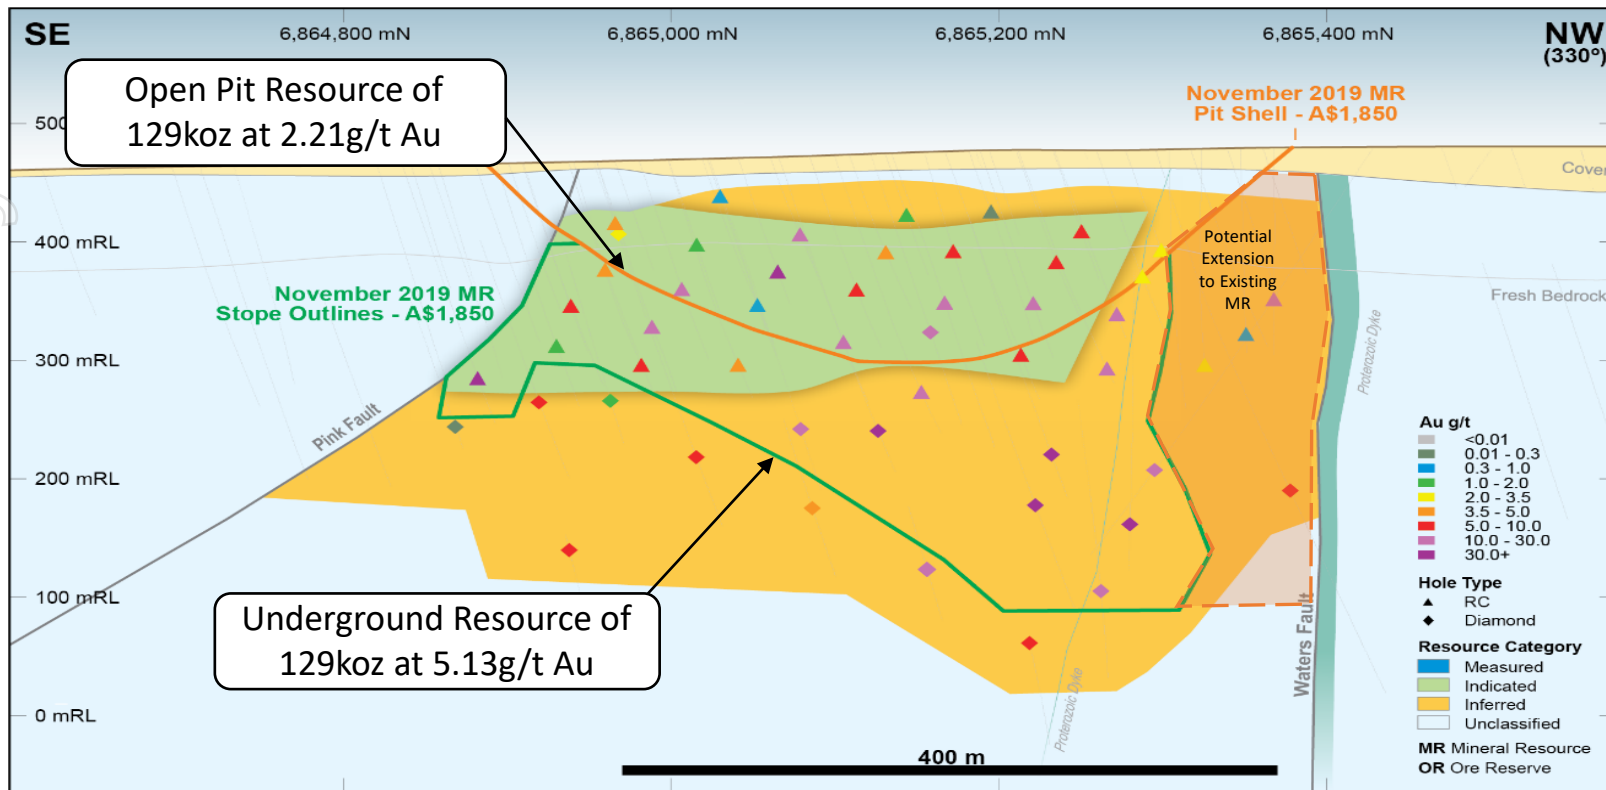 SE
6,864,800 mN
6,865,000 mN
6,865,200 mN
6,865,400 mN
NW
(330°)
Open Pit Resource of
129koz at 2.21g/t Au
November 2019 MR
Pit Shell - A$1,850
500
Cover
400 mRL
Potential
Extension
to Existing
MR
November 2019 MR
Stope Outlines - A$1,850
Fresh Bedrock
300 mRL
Proterozoic Dyke
Pink Fault
200 mRL
100 mRL
Underground Resource of
129koz at 5.13g/t Au
Waters Fault
Proterozoic Dyke
0 mRL
400 m
Au g/t
<0.01
0.01 - 0.3
0.3 - 1.0
1.0 - 2.0
2.0 - 3.5
3.5 - 5.0
5.0 - 10.0
10.0 - 30.0
30.0+
Hole Type
RC
Diamond
Resource Category
Measured
Indicated
Inferred
Unclassified
MR Mineral Resource
OR Ore Reserve